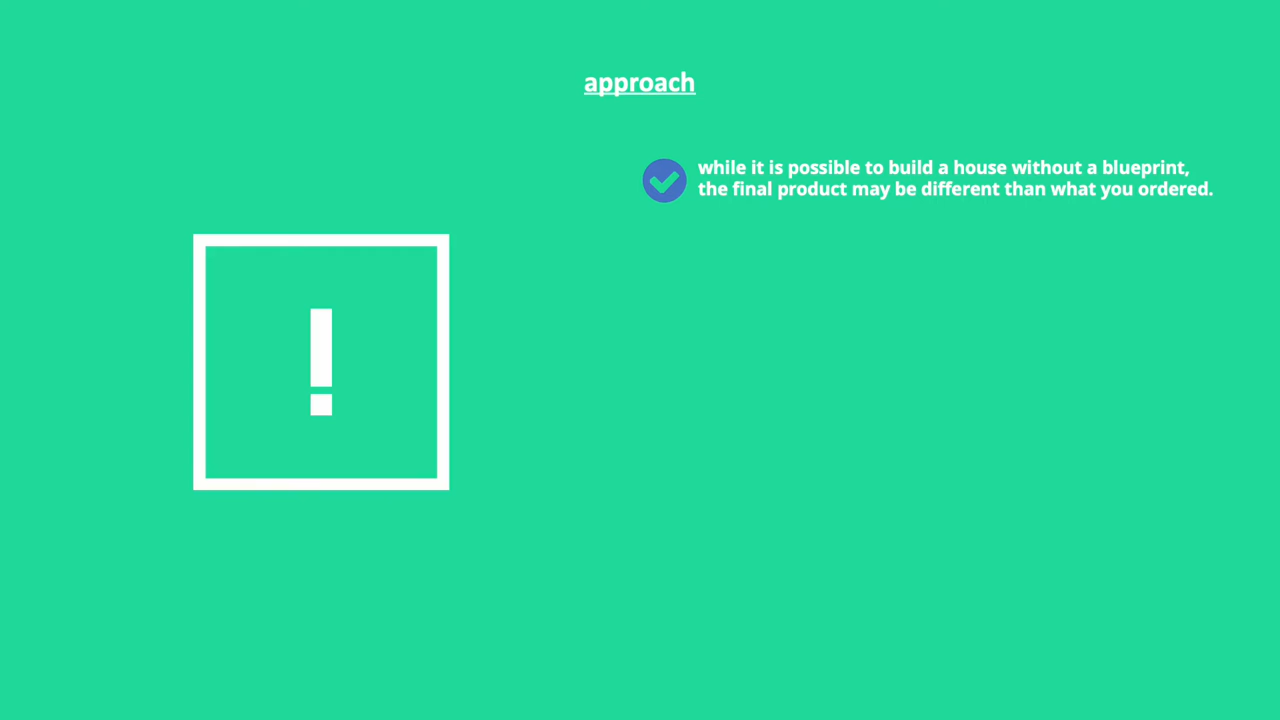 approach
while it is possible to build a house without a blueprint,
the final product may be different than what you ordered.
!